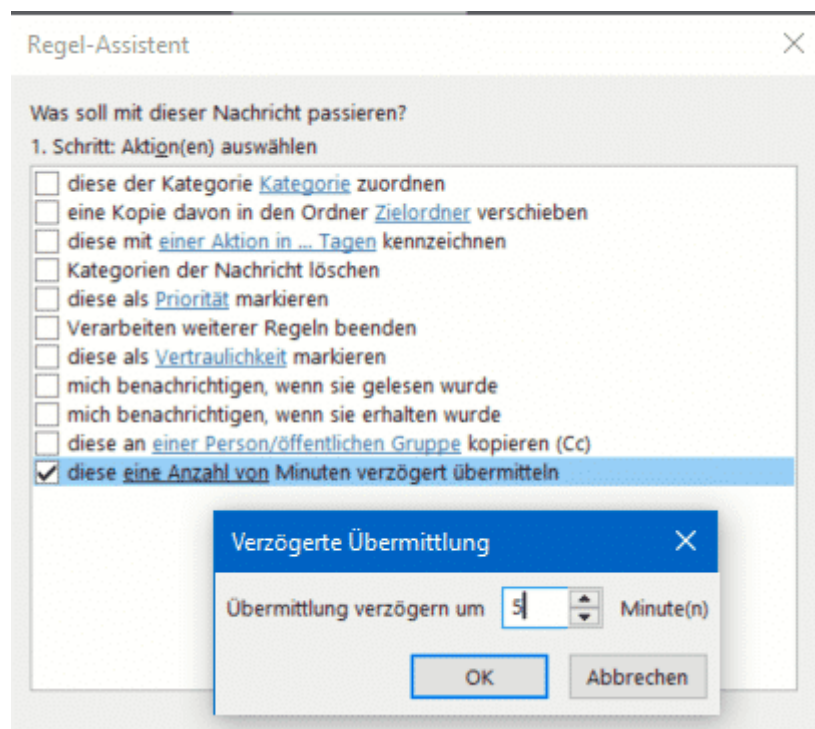 Regel-Assistent
Was soll mit dieser Nachricht passieren?
1. Schritt: Aktion(en) auswählen
diese der Kategorie Kategorie zuordnen
eine Kopie davon in den Ordner Zielordner verschieben
diese mit einer Aktion in ... Tagen kennzeichnen
Kategorien der Nachricht löschen
diese als Priorität markieren
Verarbeiten weiterer Regeln beenden
diese als Vertraulichkeit markieren
mich benachrichtigen, wenn sie gelesen wurde
mich benachrichtigen, wenn sie erhalten wurde
diese an einer Person/öffentlichen Gruppe kopieren (Cc)
diese eine Anzahl von Minuten verzögert übermitteln
Verzögerte Übermittlung
Übermittlung verzögern um 5 Minute(n)
OK Abbrechen